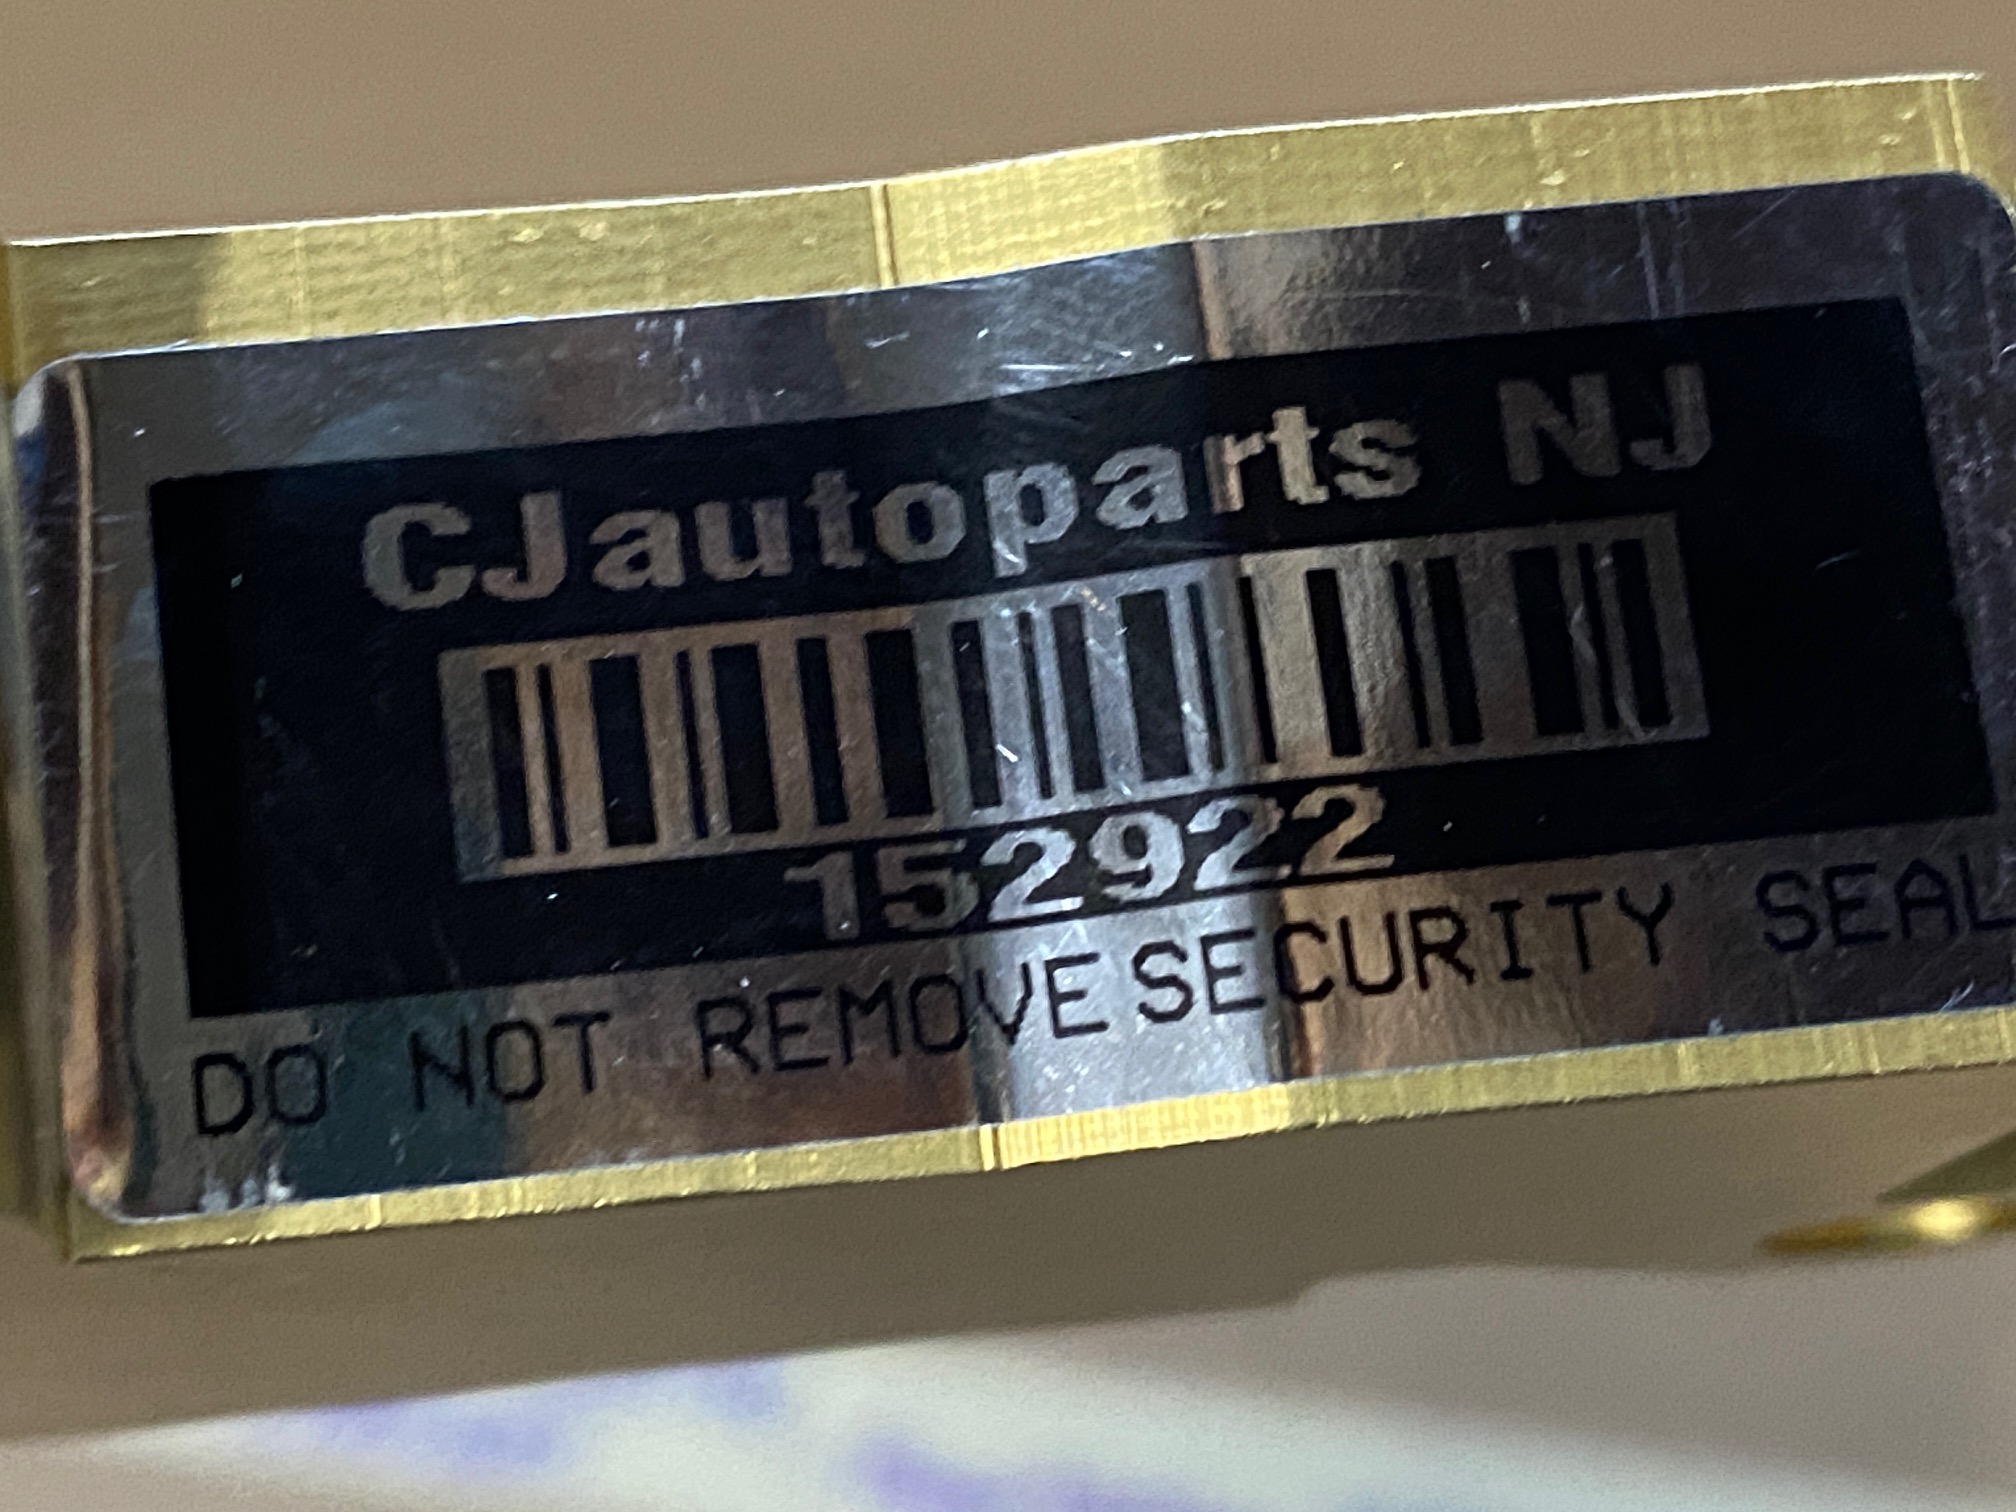 CJautoparts NJ
152922
DO NOT REMOVE SECURITY SEAL